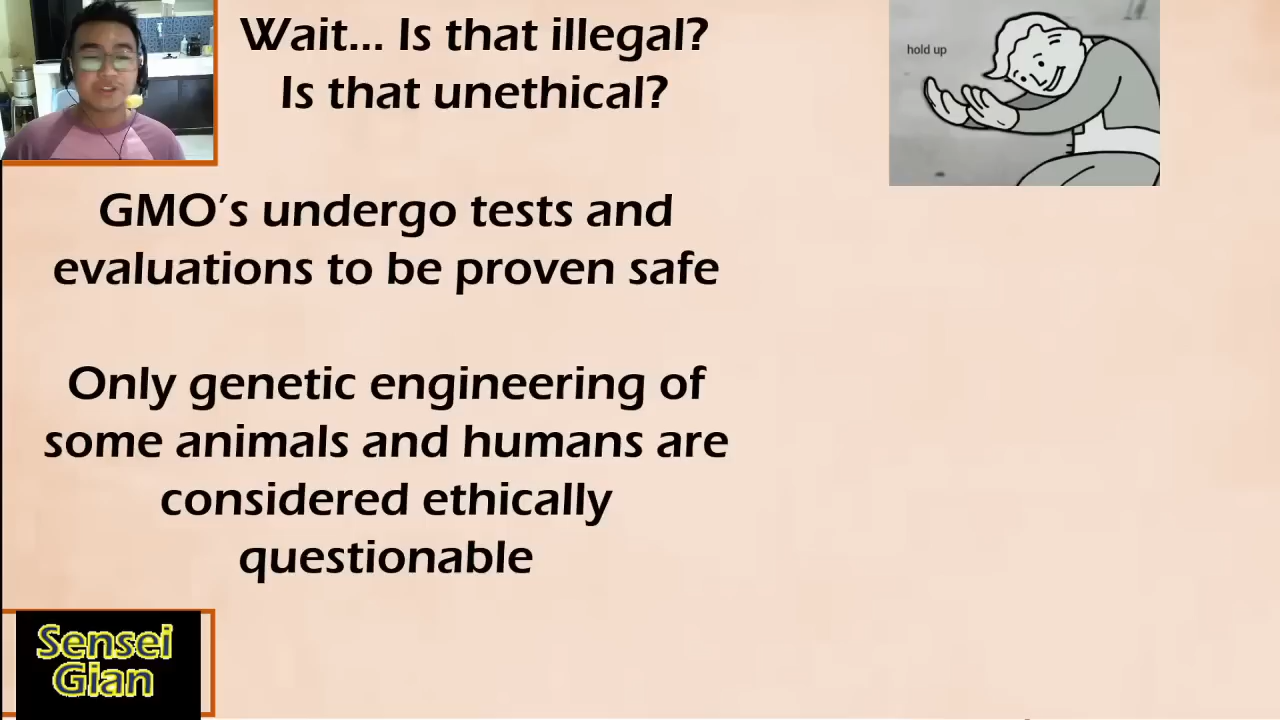 Wait... Is that illegal?
Is that unethical?
hold up
GMO's undergo tests and
evaluations to be proven safe
Only genetic engineering of
some animals and humans are
considered ethically
questionable
Sensei
Gian